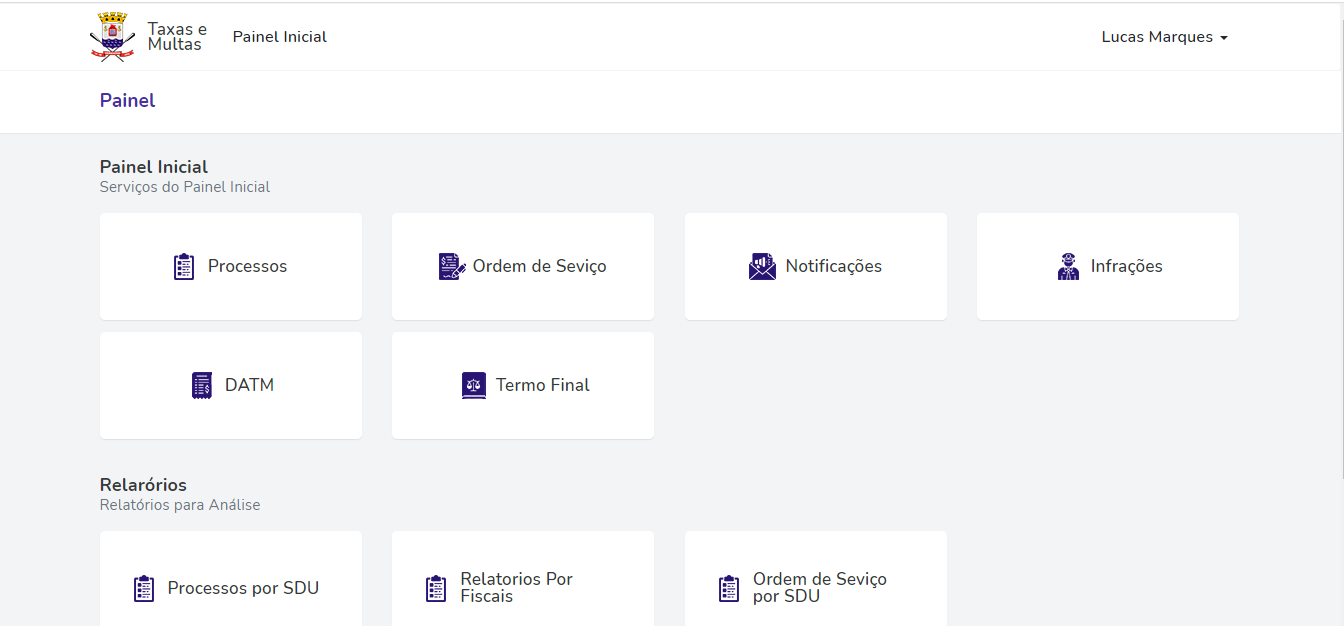 Taxas e
Multas
Painel Inicial
Lucas Marques
Painel
Painel Inicial
Serviços do Painel Inicial
Processos
Ordem de Seviço
Notificações
Infrações
DATM
Termo Final
Relarórios
Relatórios para Análise
Processos por SDU
Relatorios Por
Fiscais
Ordem de Seviço
por SDU